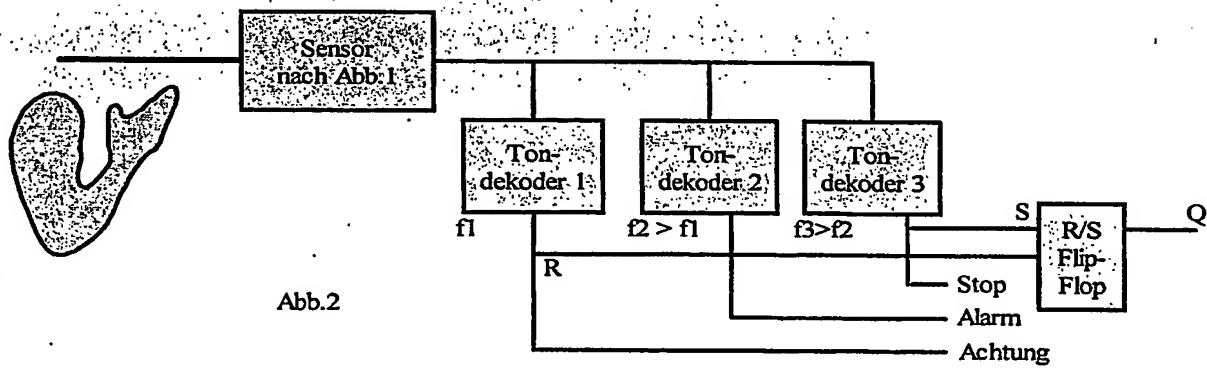 Sensor
nach Abb.1
Ton-
dekoder 1
Ton-
dekoder 2
Ton-
dekoder 3
f1
f2 > f1
f3>f2
S
R/S
Flip-
Flop
Q
R
Stop
Abb.2
Alarm
Achtung